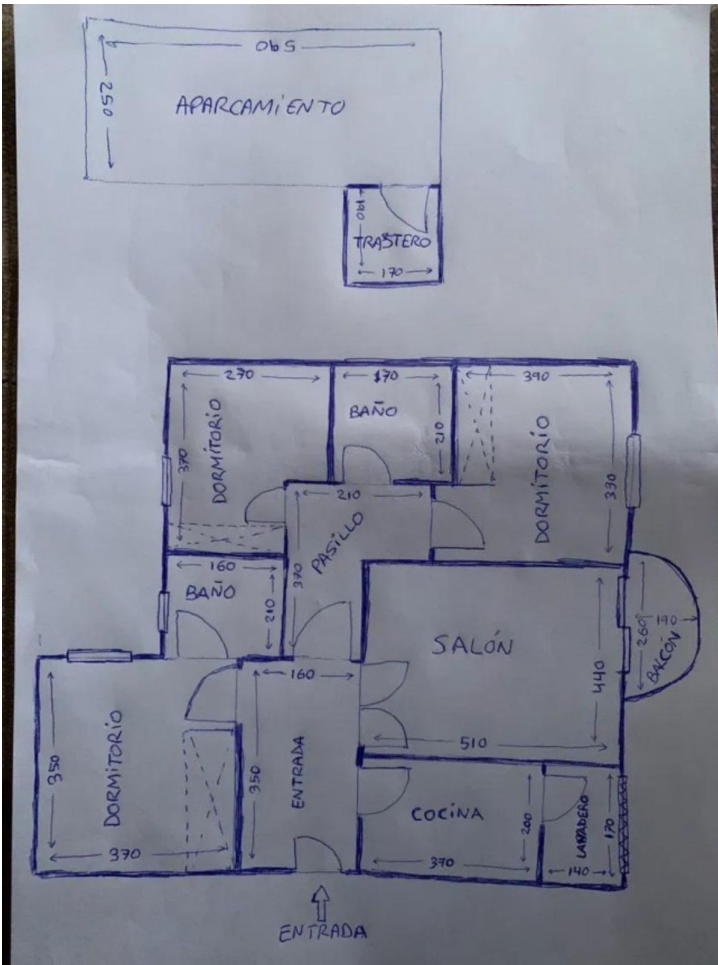 590
250
APARCAMIENTO
190
TRASTERO
170
270
170
390
BAÑO
370
DORMITORIO
210
DORMITORIO
330
210
PASILLO
370
160
BAÑO
210
SALÓN
260
BALCÓN
440
160
510
DORMITORIO
350
350
ENTRADA
COCINA
200
LAVADERO
170
370
370
140
ENTRADA